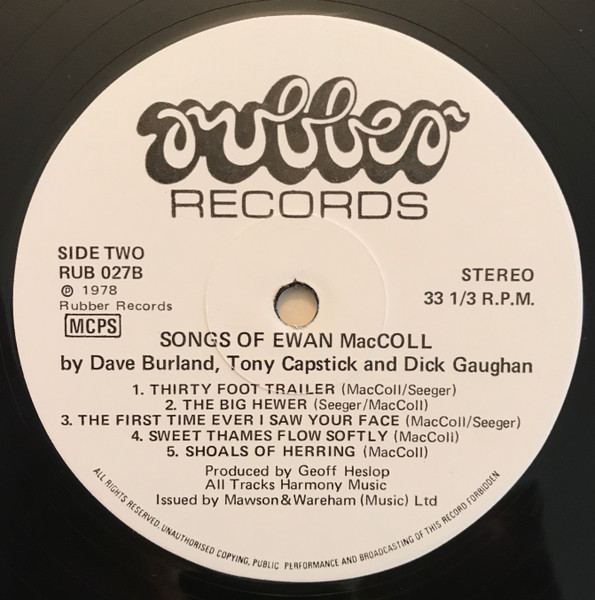 rubber
RECORDS
SIDE TWO
RUB 027B
℗ 1978
Rubber Records
MCPS
STEREO
33 1/3 R.P.M.
SONGS OF EWAN MacCOLL
by Dave Burland, Tony Capstick and Dick Gaughan
1. THIRTY FOOT TRAILER (MacColl/Seeger)
2. THE BIG HEWER (Seeger/MacColl)
3. THE FIRST TIME EVER I SAW YOUR FACE (MacColl/Seeger)
4. SWEET THAMES FLOW SOFTLY (MacColl)
5. SHOALS OF HERRING (MacColl)
Produced by Geoff Heslop
All Tracks Harmony Music
Issued by Mawson & Wareham (Music) Ltd
ALL RIGHTS RESERVED, UNAUTHORISED COPYING, PUBLIC PERFORMANCE AND BROADCASTING OF THIS RECORD FORBIDDEN